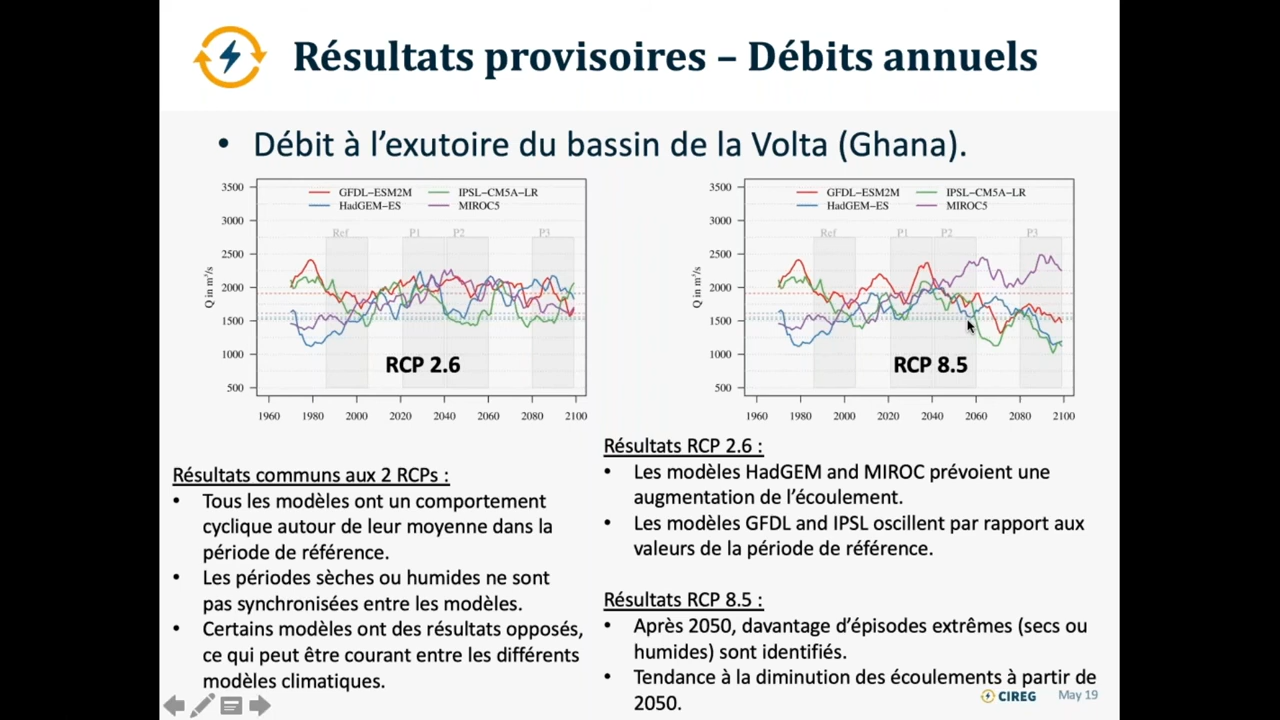 Résultats provisoires – Débits annuels
• Débit à l’exutoire du bassin de la Volta (Ghana).
3500
3000
2500
2000
1500
1000
500
Q in m³/s
GFDL−ESM2M
HadGEM−ES
IPSL−CM5A−LR
MIROC5
Ref
P1
P2
P3
RCP 2.6
1960
1980
2000
2020
2040
2060
2080
2100
3500
3000
2500
2000
1500
1000
500
Q in m³/s
GFDL−ESM2M
HadGEM−ES
IPSL−CM5A−LR
MIROC5
Ref
P1
P2
P3
RCP 8.5
1960
1980
2000
2020
2040
2060
2080
2100
Résultats communs aux 2 RCPs :
• Tous les modèles ont un comportement
cyclique autour de leur moyenne dans la
période de référence.
• Les périodes sèches ou humides ne sont
pas synchronisées entre les modèles.
• Certains modèles ont des résultats opposés,
ce qui peut être courant entre les différents
modèles climatiques.
Résultats RCP 2.6 :
• Les modèles HadGEM and MIROC prévoient une
augmentation de l’écoulement.
• Les modèles GFDL and IPSL oscillent par rapport aux
valeurs de la période de référence.
Résultats RCP 8.5 :
• Après 2050, davantage d’épisodes extrêmes (secs ou
humides) sont identifiés.
• Tendance à la diminution des écoulements à partir de
2050.
CIREG
May 19